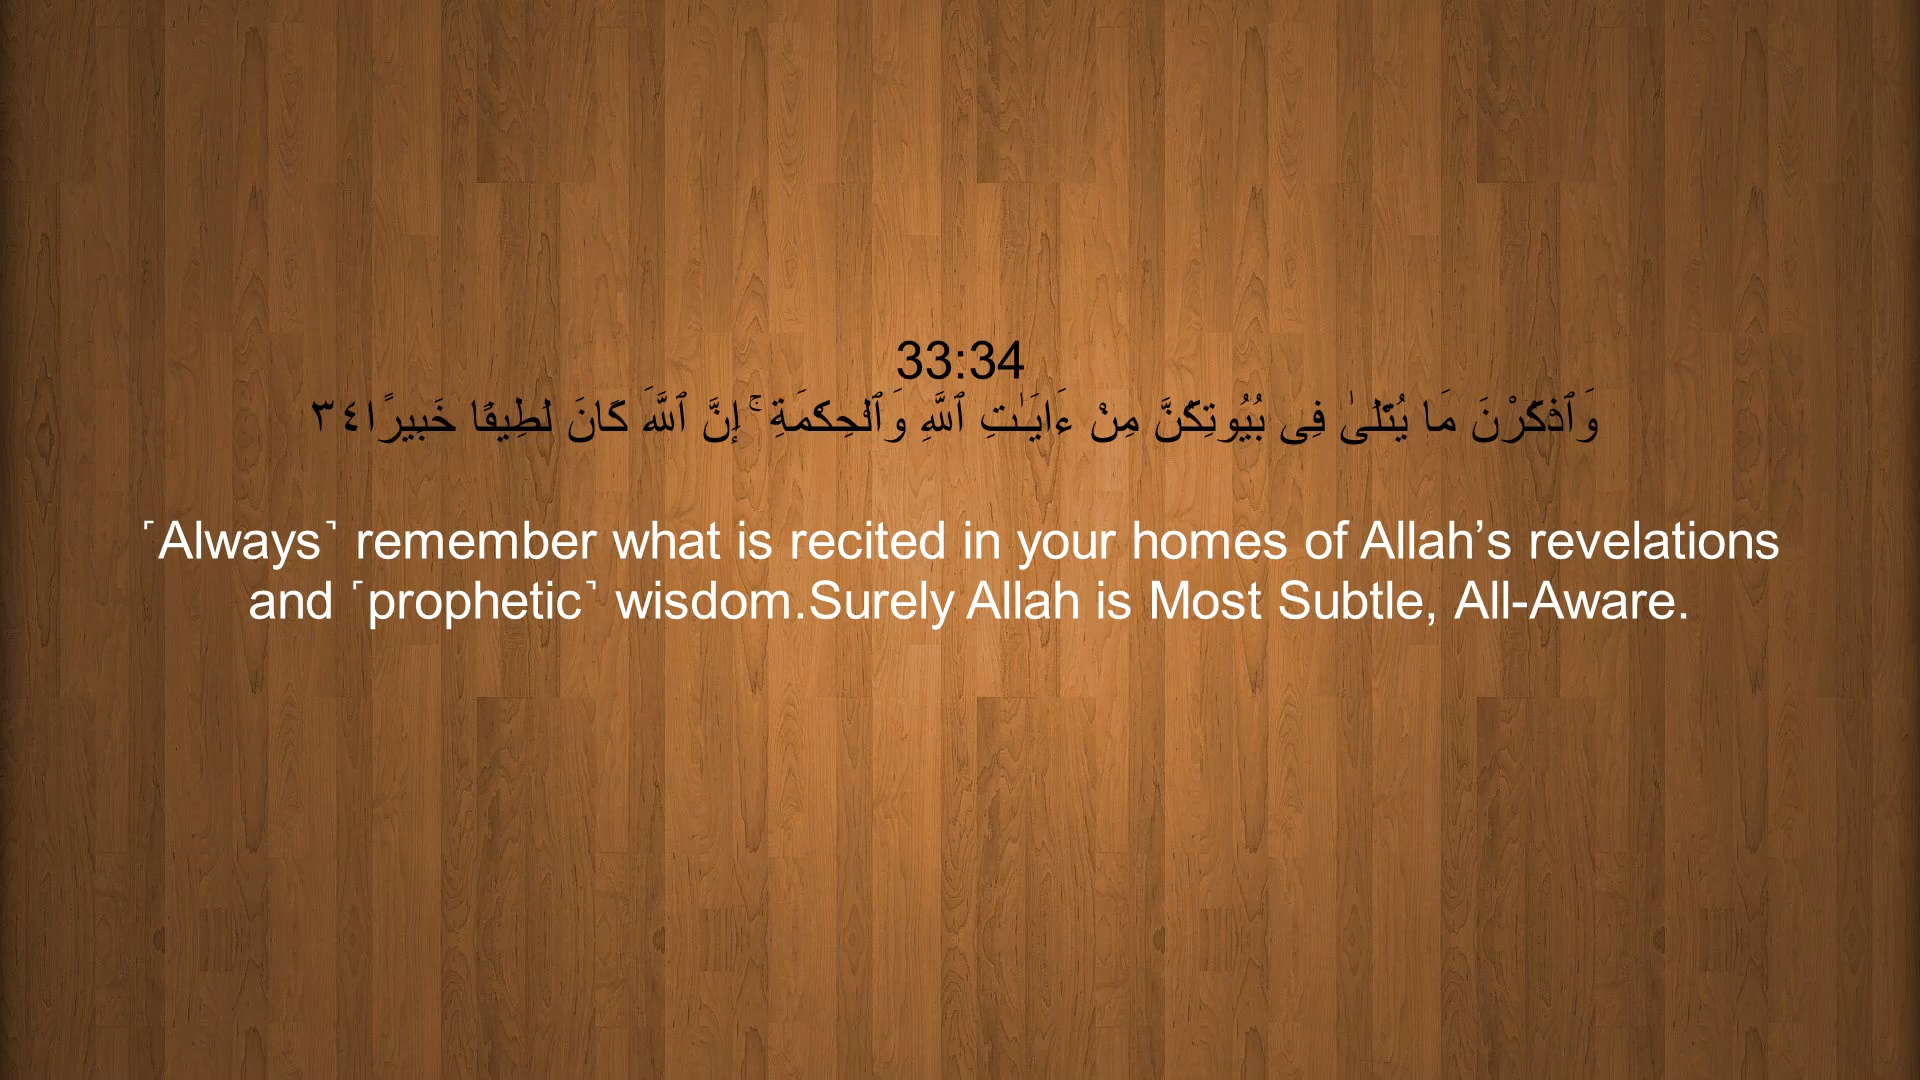 33:34
وَٱذْكُرْنَ مَا يُتْلَىٰ فِى بُيُوتِكُنَّ مِنْ ءَايَـٰتِ ٱللَّهِ وَٱلْحِكْمَةِ ۚ إِنَّ ٱللَّهَ كَانَ لَطِيفًا خَبِيرًا٣٤
˹Always˺ remember what is recited in your homes of Allah’s revelations
and ˹prophetic˺ wisdom.Surely Allah is Most Subtle, All-Aware.